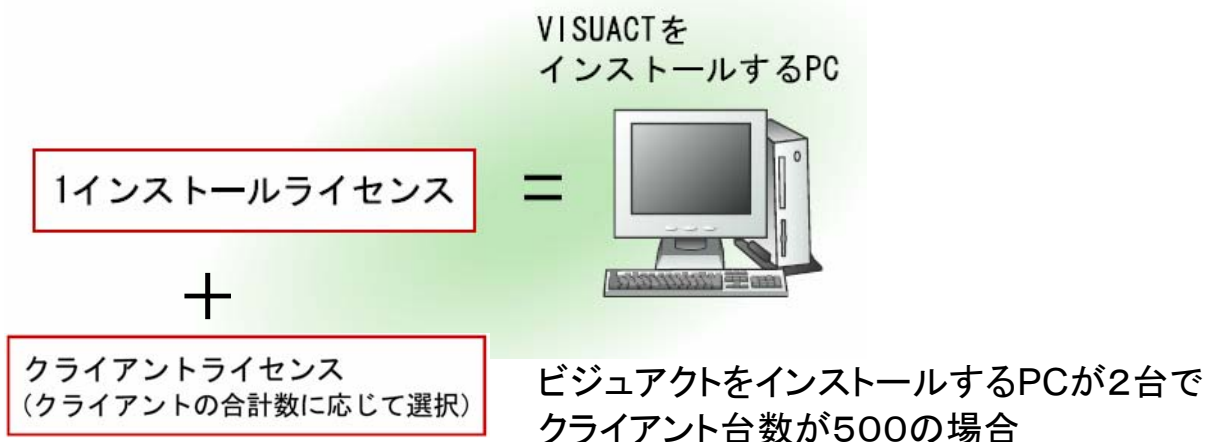 VISUACTを
インストールするPC
1インストールライセンス
=
+
クライアントライセンス
(クライアントの合計数に応じて選択)
ビジュアクトをインストールするPCが2台で
クライアント台数が500の場合